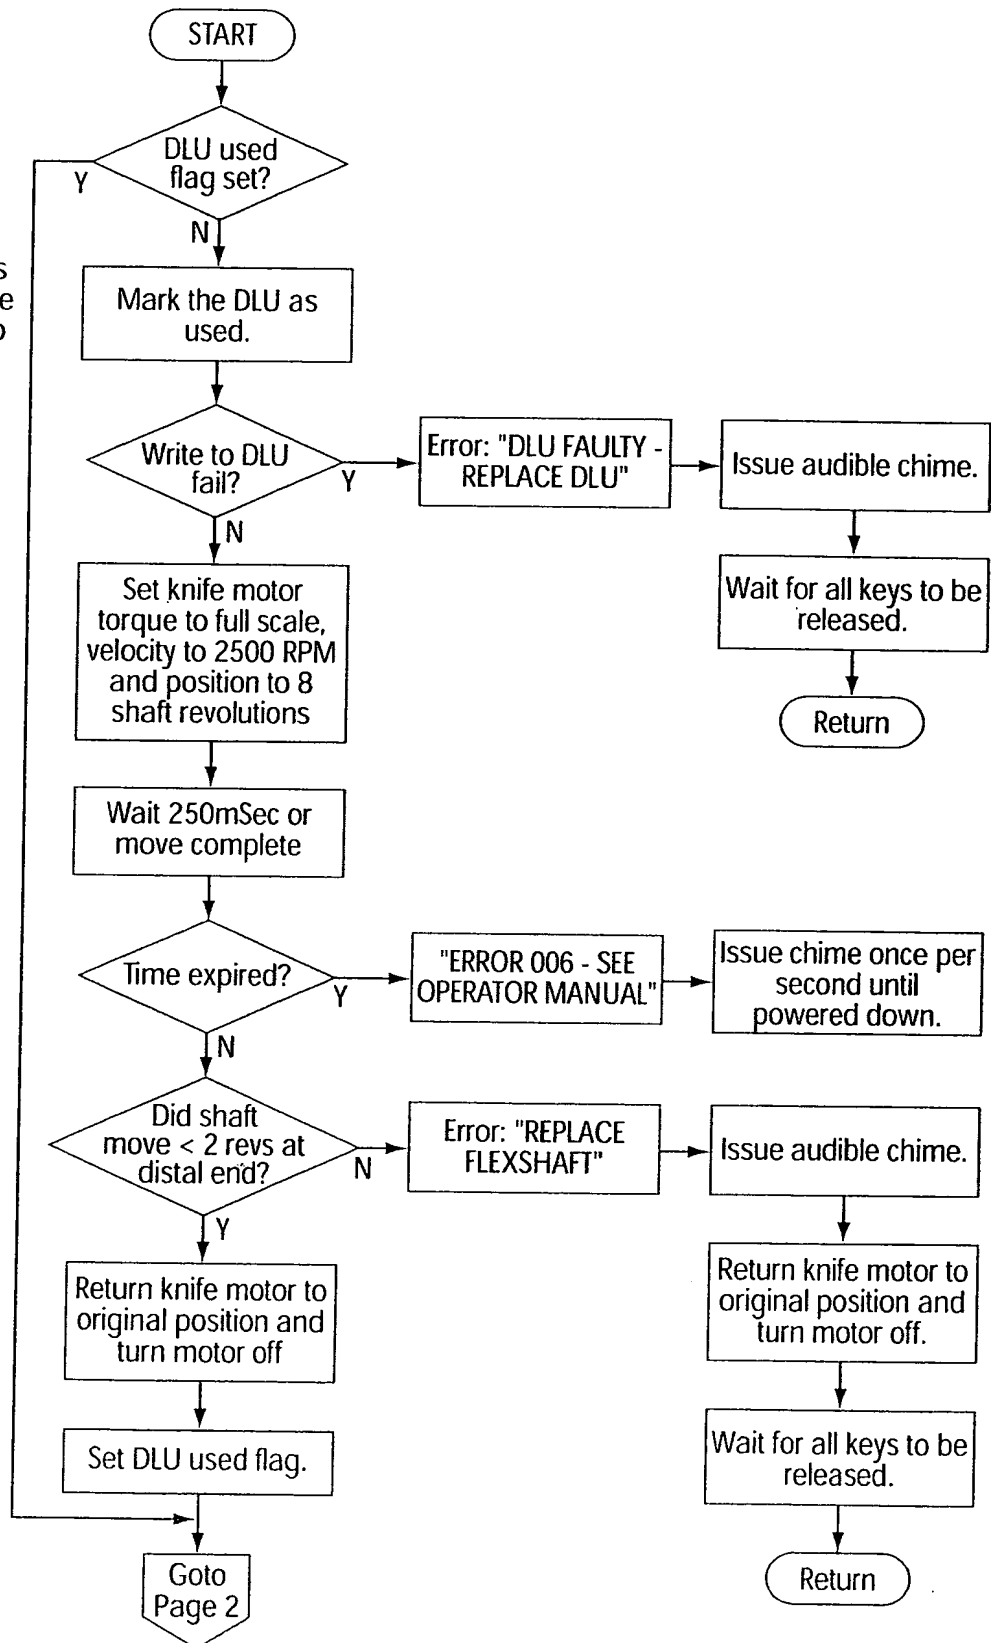 START
DLU used
flag set?
Y
N
Mark the DLU as
used.
Write to DLU
fail?
Y
Error: "DLU FAULTY -
REPLACE DLU"
Issue audible chime.
Wait for all keys to be
released.
Return
N
Set knife motor
torque to full scale,
velocity to 2500 RPM
and position to 8
shaft revolutions
Wait 250mSec or
move complete
Time expired?
Y
"ERROR 006 - SEE
OPERATOR MANUAL"
Issue chime once per
second until
powered down.
N
Did shaft
move < 2 revs at
distal end?
N
Error: "REPLACE
FLEXSHAFT"
Issue audible chime.
Return knife motor to
original position and
turn motor off.
Wait for all keys to be
released.
Return
Y
Return knife motor to
original position and
turn motor off
Set DLU used flag.
Goto
Page 2